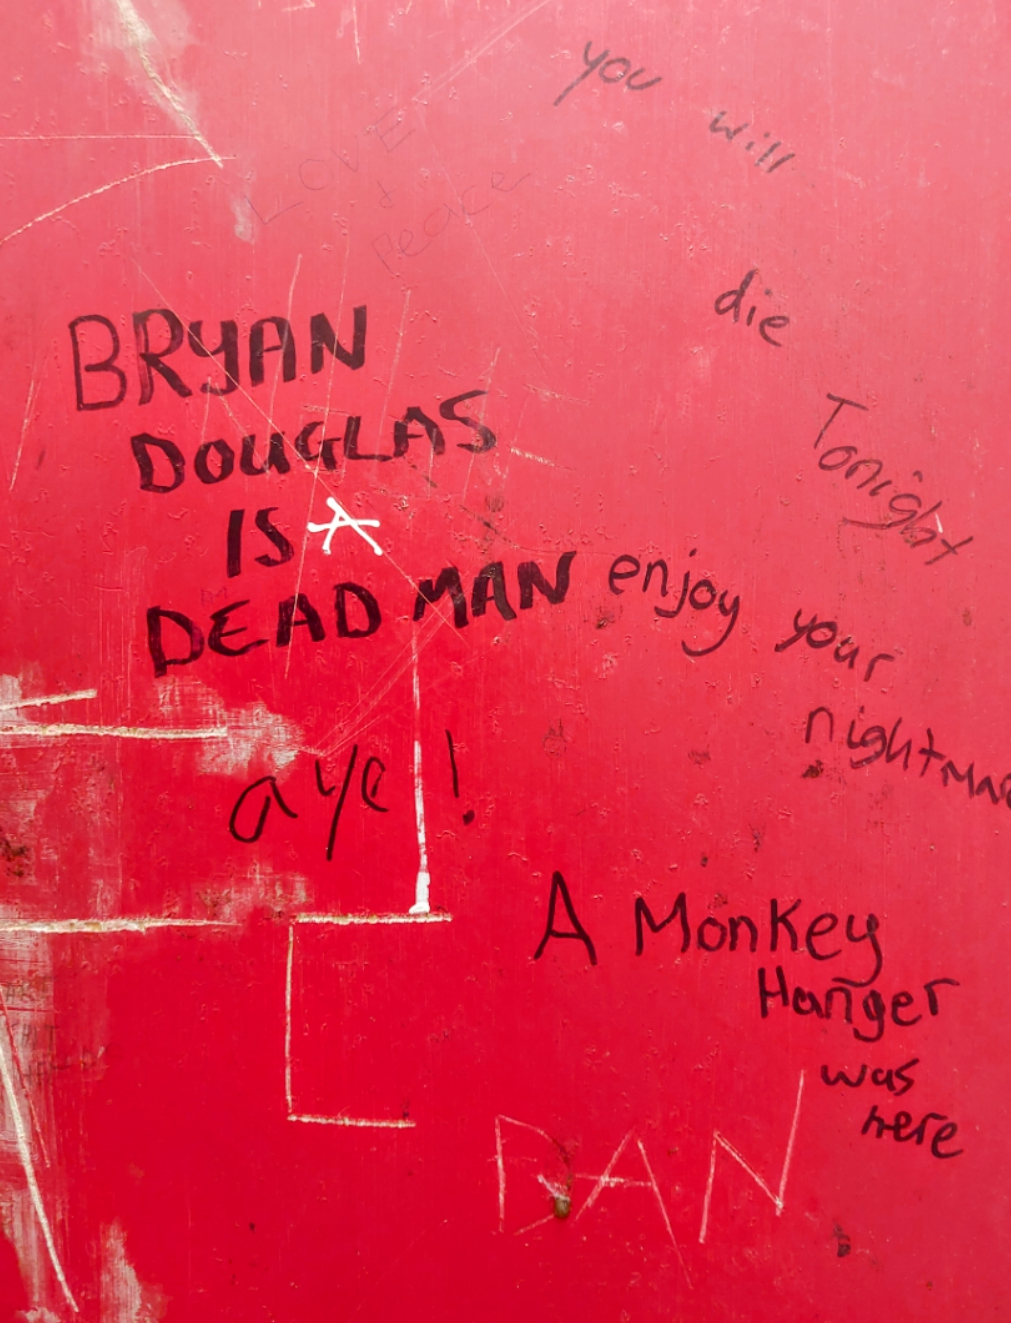 you
will
die
Tonight
LOVE
+
peace
BRYAN
DOUGLAS
IS A
DEAD MAN
enjoy
your
nightmar
aye!
A Monkey
Hanger
was
here
DAN